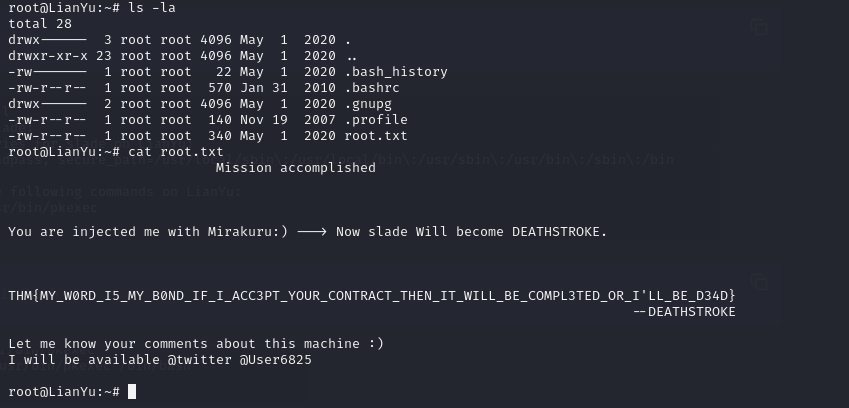 root@LianYu:~# ls -la
total 28
drwx------  3 root root 4096 May  1  2020 .
drwxr-xr-x 23 root root 4096 May  1  2020 ..
-rw-------  1 root root   22 May  1  2020 .bash_history
-rw-r--r--  1 root root  570 Jan 31  2010 .bashrc
drwx------  2 root root 4096 May  1  2020 .gnupg
-rw-r--r--  1 root root  140 Nov 19  2007 .profile
-rw-r--r--  1 root root  340 May  1  2020 root.txt
root@LianYu:~# cat root.txt
Mission accomplished
You are injected me with Mirakuru:) ---> Now slade Will become DEATHSTROKE.
THM{MY_W0RD_I5_MY_B0ND_IF_I_ACC3PT_YOUR_CONTRACT_THEN_IT_WILL_BE_COMPL3TED_OR_I'LL_BE_D34D}
--DEATHSTROKE
Let me know your comments about this machine :)
I will be available @twitter @User6825
root@LianYu:~#